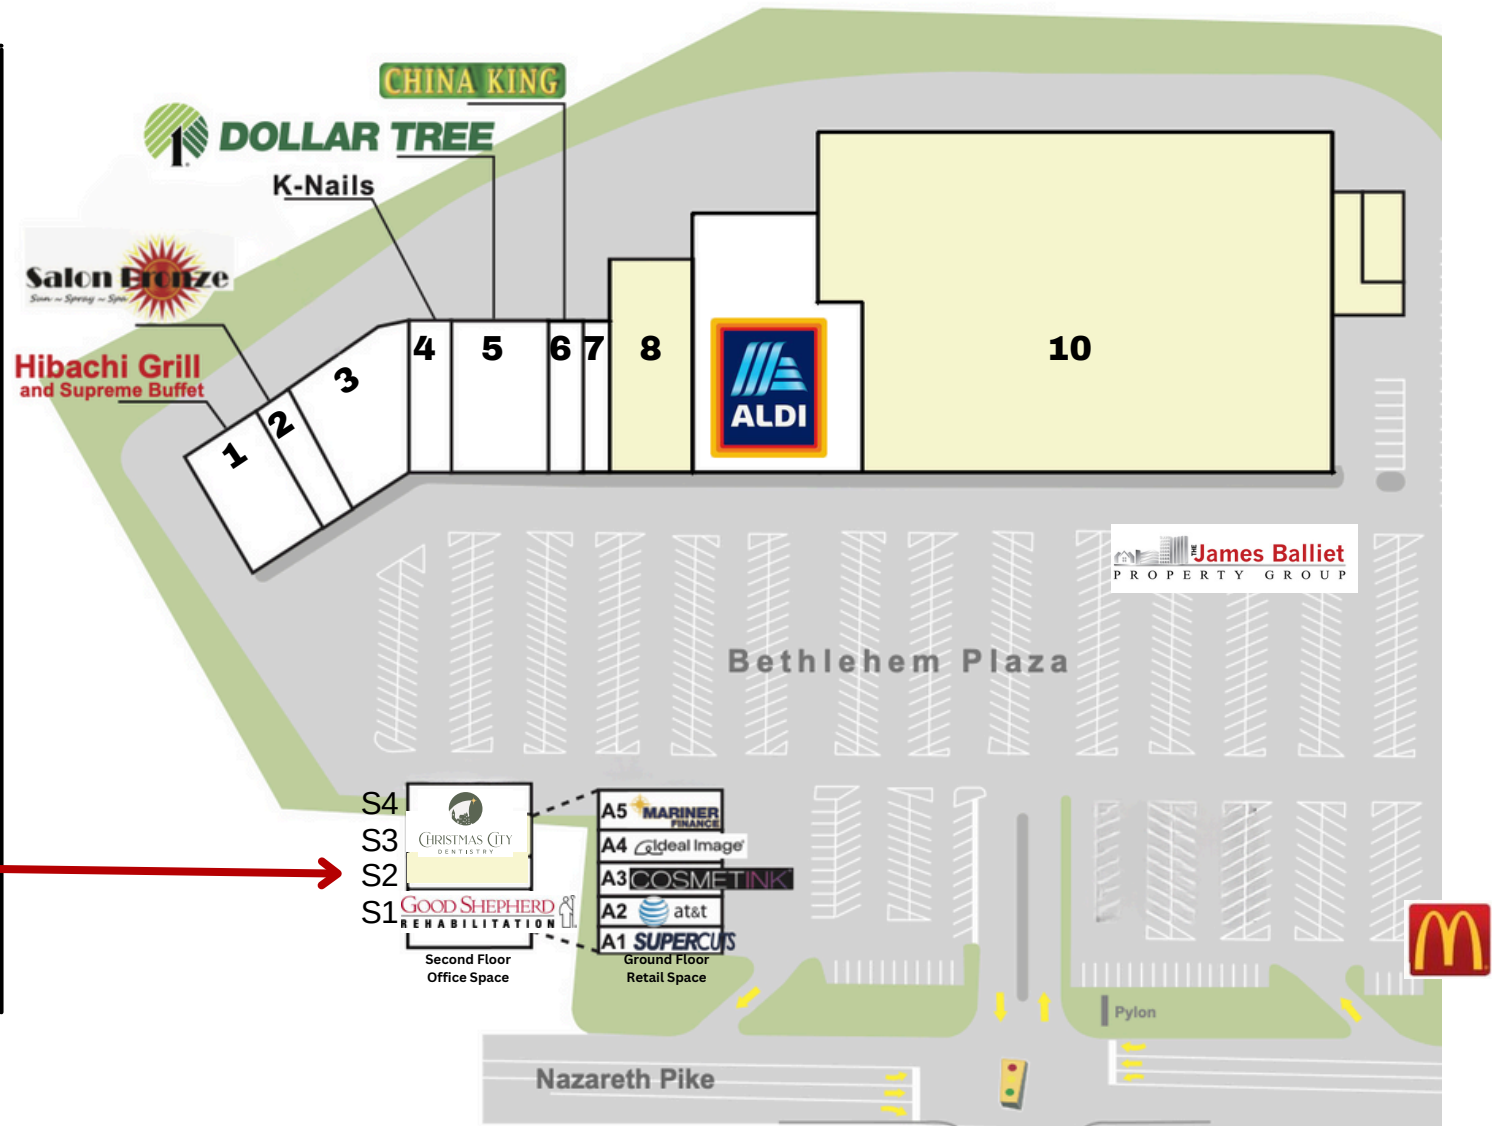 CHINA KING
DOLLAR TREE
K-Nails
Salon Bronze
Sun ~ Spray ~ Spa
Hibachi Grill
and Supreme Buffet
1
2
3
4
5
6
7
8
ALDI
10
THE
James Balliet
PROPERTY GROUP
Bethlehem Plaza
S4
S3
S2
S1
CHRISTMAS CITY
DENTISTRY
GOOD SHEPHERD
REHABILITATION
Second Floor
Office Space
A5 MARINER
FINANCE
A4 Ideal Image
A3 COSMETINK
A2 at&t
A1 SUPERCUTS
Ground Floor
Retail Space
Pylon
Nazareth Pike